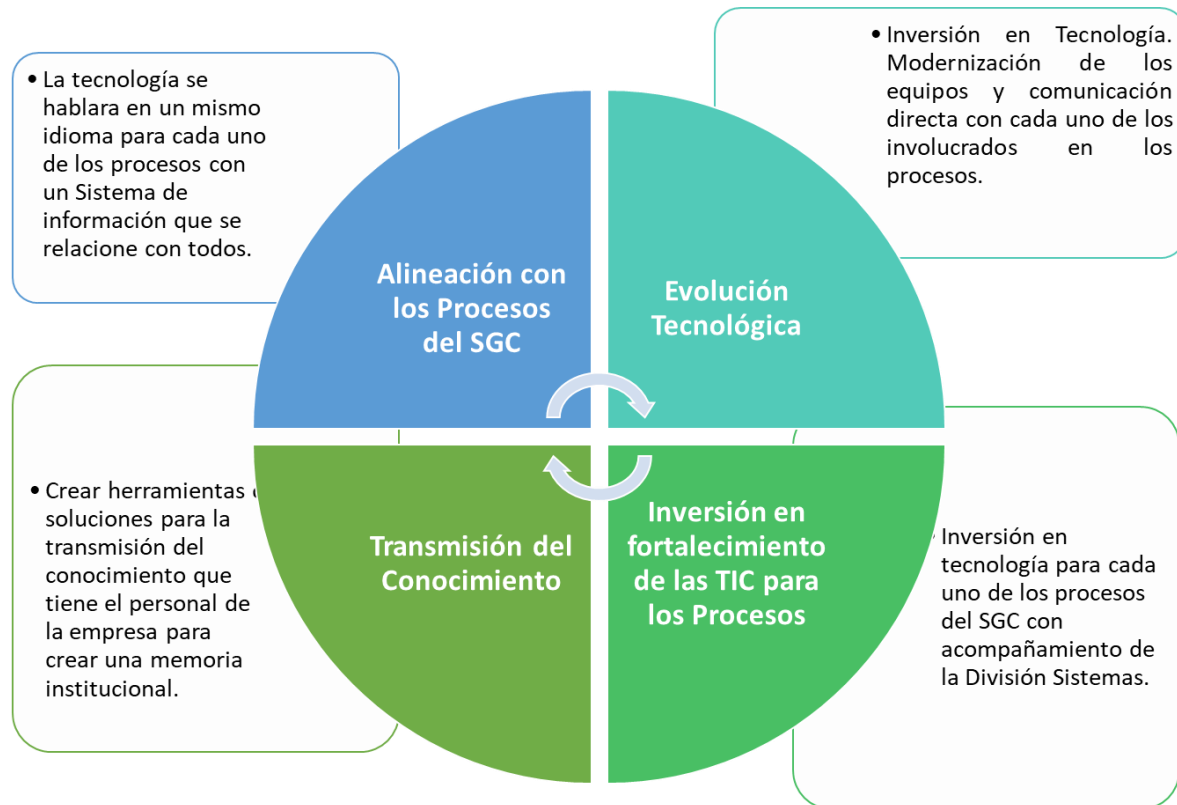 • La tecnología se
hablara en un mismo
idioma para cada uno
de los procesos con
un Sistema de
información que se
relacione con todos.
• Inversión en Tecnología.
Modernización de los
equipos y comunicación
directa con cada uno de los
involucrados en los
procesos.
Alineación con
los Procesos
del SGC
Evolución
Tecnológica
Transmisión del
Conocimiento
Inversión en
fortalecimiento
de las TIC para
los Procesos
• Crear herramientas
soluciones para la
transmisión del
conocimiento que
tiene el personal de
la empresa para
crear una memoria
institucional.
• Inversión en
tecnología para cada
uno de los procesos
del SGC con
acompañamiento de
la División Sistemas.